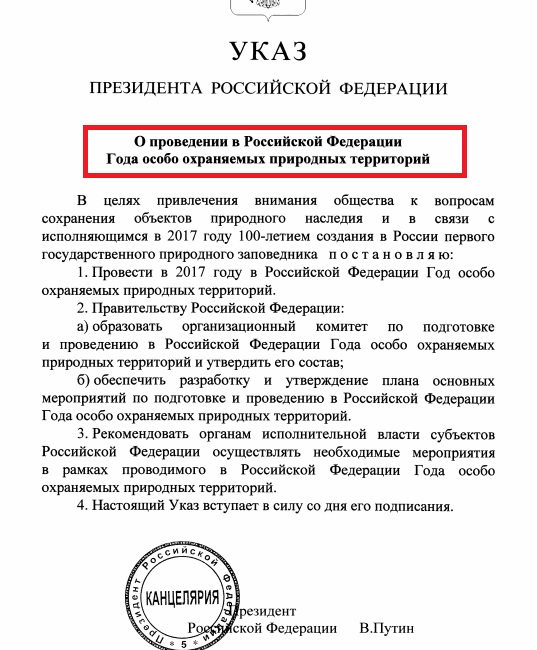 УКАЗ
ПРЕЗИДЕНТА РОССИЙСКОЙ ФЕДЕРАЦИИ
О проведении в Российской Федерации
Года особо охраняемых природных территорий
В целях привлечения внимания общества к вопросам
сохранения объектов природного наследия и в связи с
исполняющимся в 2017 году 100-летием создания в России первого
государственного природного заповедника п о с т а н о в л я ю:
1. Провести в 2017 году в Российской Федерации Год особо
охраняемых природных территорий.
2. Правительству Российской Федерации:
а) образовать организационный комитет по подготовке
и проведению в Российской Федерации Года особо охраняемых
природных территорий и утвердить его состав;
б) обеспечить разработку и утверждение плана основных
мероприятий по подготовке и проведению в Российской Федерации
Года особо охраняемых природных территорий.
3. Рекомендовать органам исполнительной власти субъектов
Российской Федерации осуществлять необходимые мероприятия
в рамках проводимого в Российской Федерации Года особо
охраняемых природных территорий.
4. Настоящий Указ вступает в силу со дня его подписания.
Президент Российской Федерации * 5 *
КАНЦЕЛЯРИЯ
Президент
Российской Федерации В.Путин